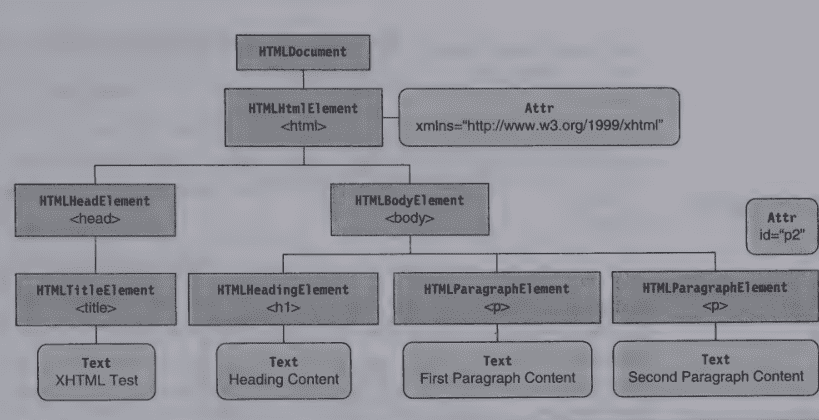 HTMLDocument
HTMLHtmlElement
<html>
Attr
xmlns="http://www.w3.org/1999/xhtml"
HTMLHeadElement
<head>
HTMLBodyElement
<body>
Attr
id="p2"
HTMLTitleElement
<title>
HTMLHeadingElement
<h1>
HTMLParagraphElement
<p>
HTMLParagraphElement
<p>
Text
XHTML Test
Text
Heading Content
Text
First Paragraph Content
Text
Second Paragraph Content